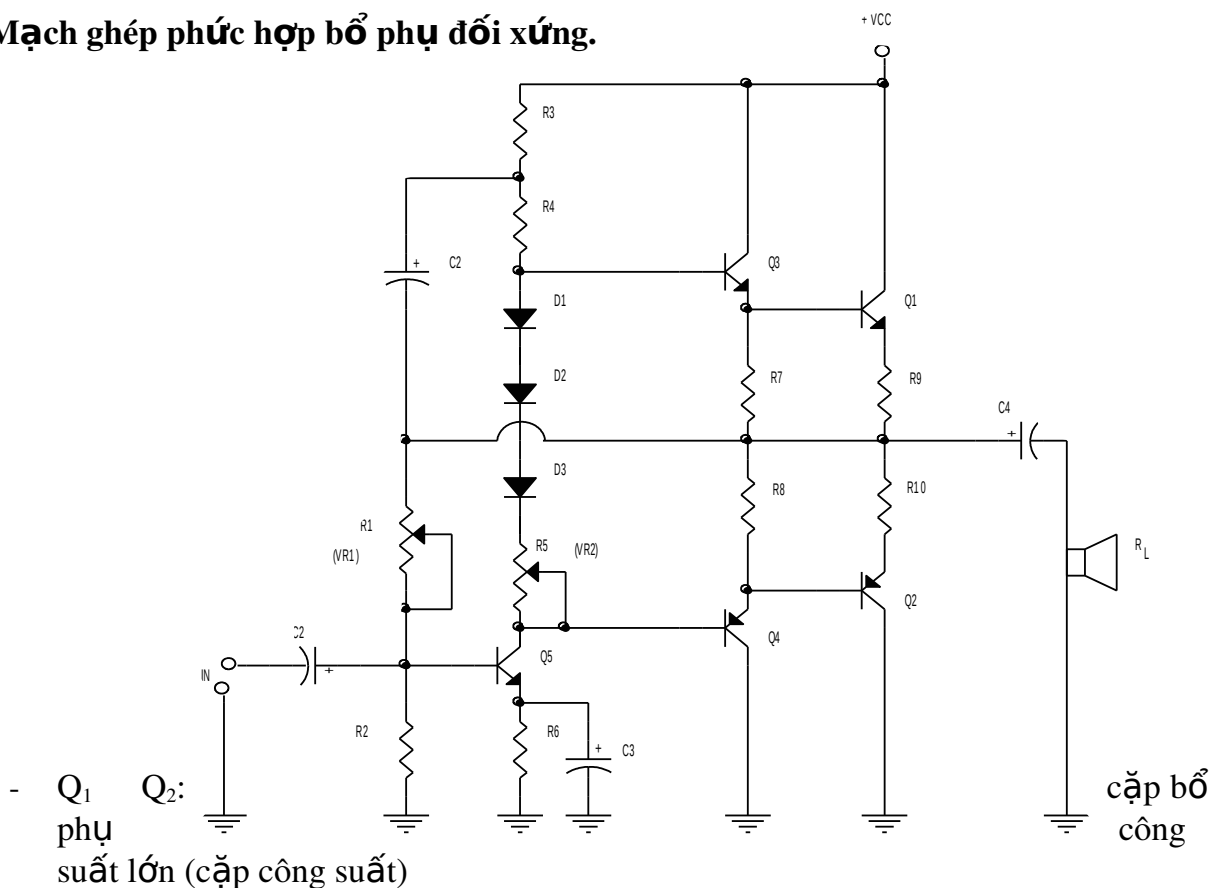 Mạch ghép phức hợp bổ phụ đối xứng.
+ VCC
R3
R4
C2
+
Q3
D1
Q1
D2
R7
R9
C4
+
D3
R8
R10
R1
(VR1)
R5
(VR2)
R L
Q2
Q4
C2
+
IN
Q5
R2
R6
+
C3
- Q1 Q2: cặp bổ
phụ công
suất lớn (cặp công suất)